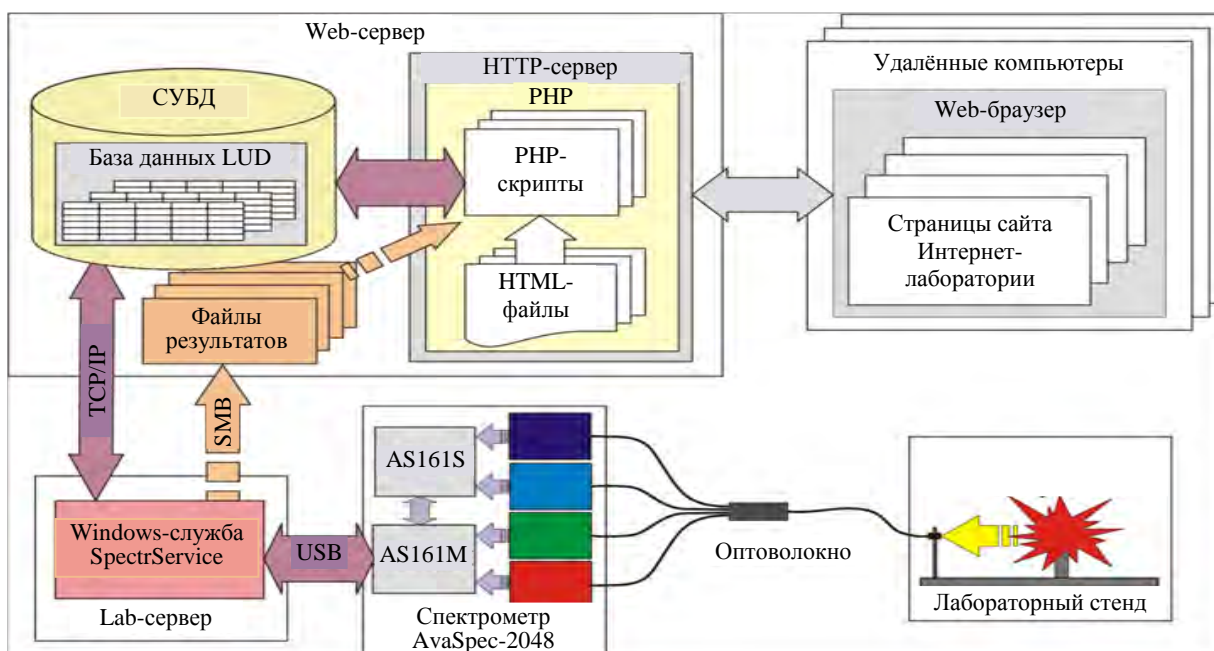 Web-сервер
СУБД
База данных LUD
HTTP-сервер
PHP
PHP-
скрипты
HTML-
файлы
Файлы
результатов
Удалённые компьютеры
Web-браузер
Страницы сайта
Интернет-
лаборатории
TCP/IP
SMB
Windows-служба
SpectrService
Lab-сервер
USB
AS161S
AS161M
Спектрометр
AvaSpec-2048
Оптоволокно
Лабораторный стенд